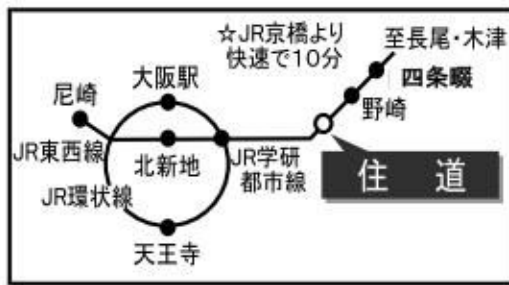 ☆JR京橋より
快速で10分
至長尾・木津
四条畷
野崎
大阪駅
尼崎
JR東西線
北新地
JR学研
都市線
住道
JR環状線
天王寺